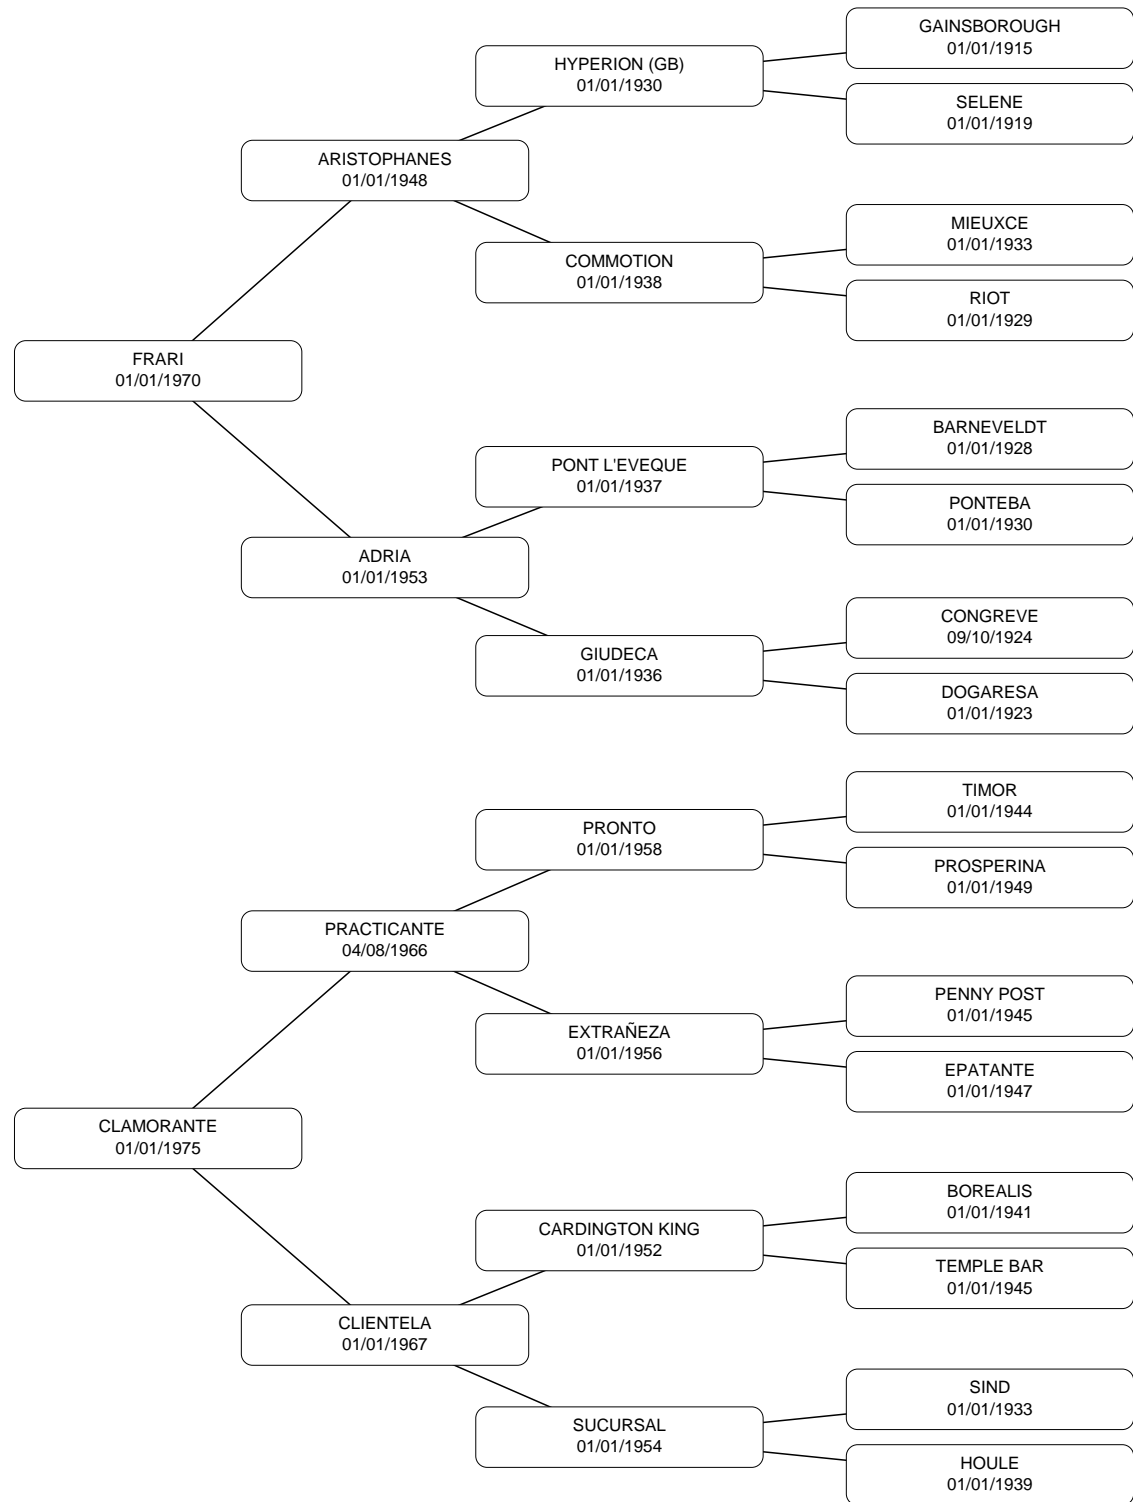 GAINSBOROUGH
01/01/1915
HYPERION (GB)
01/01/1930
SELENE
01/01/1919
ARISTOPHANES
01/01/1948
MIEUXCE
01/01/1933
COMMOTION
01/01/1938
RIOT
01/01/1929
FRARI
01/01/1970
BARNEVELDT
01/01/1928
PONT L'EVEQUE
01/01/1937
PONTEBA
01/01/1930
ADRIA
01/01/1953
CONGREVE
09/10/1924
GIUDECA
01/01/1936
DOGARESA
01/01/1923
TIMOR
01/01/1944
PRONTO
01/01/1958
PROSPERINA
01/01/1949
PRACTICANTE
04/08/1966
PENNY POST
01/01/1945
EXTRAÑEZA
01/01/1956
EPATANTE
01/01/1947
CLAMORANTE
01/01/1975
BOREALIS
01/01/1941
CARDINGTON KING
01/01/1952
TEMPLE BAR
01/01/1945
CLIENTELA
01/01/1967
SIND
01/01/1933
SUCURSAL
01/01/1954
HOULE
01/01/1939